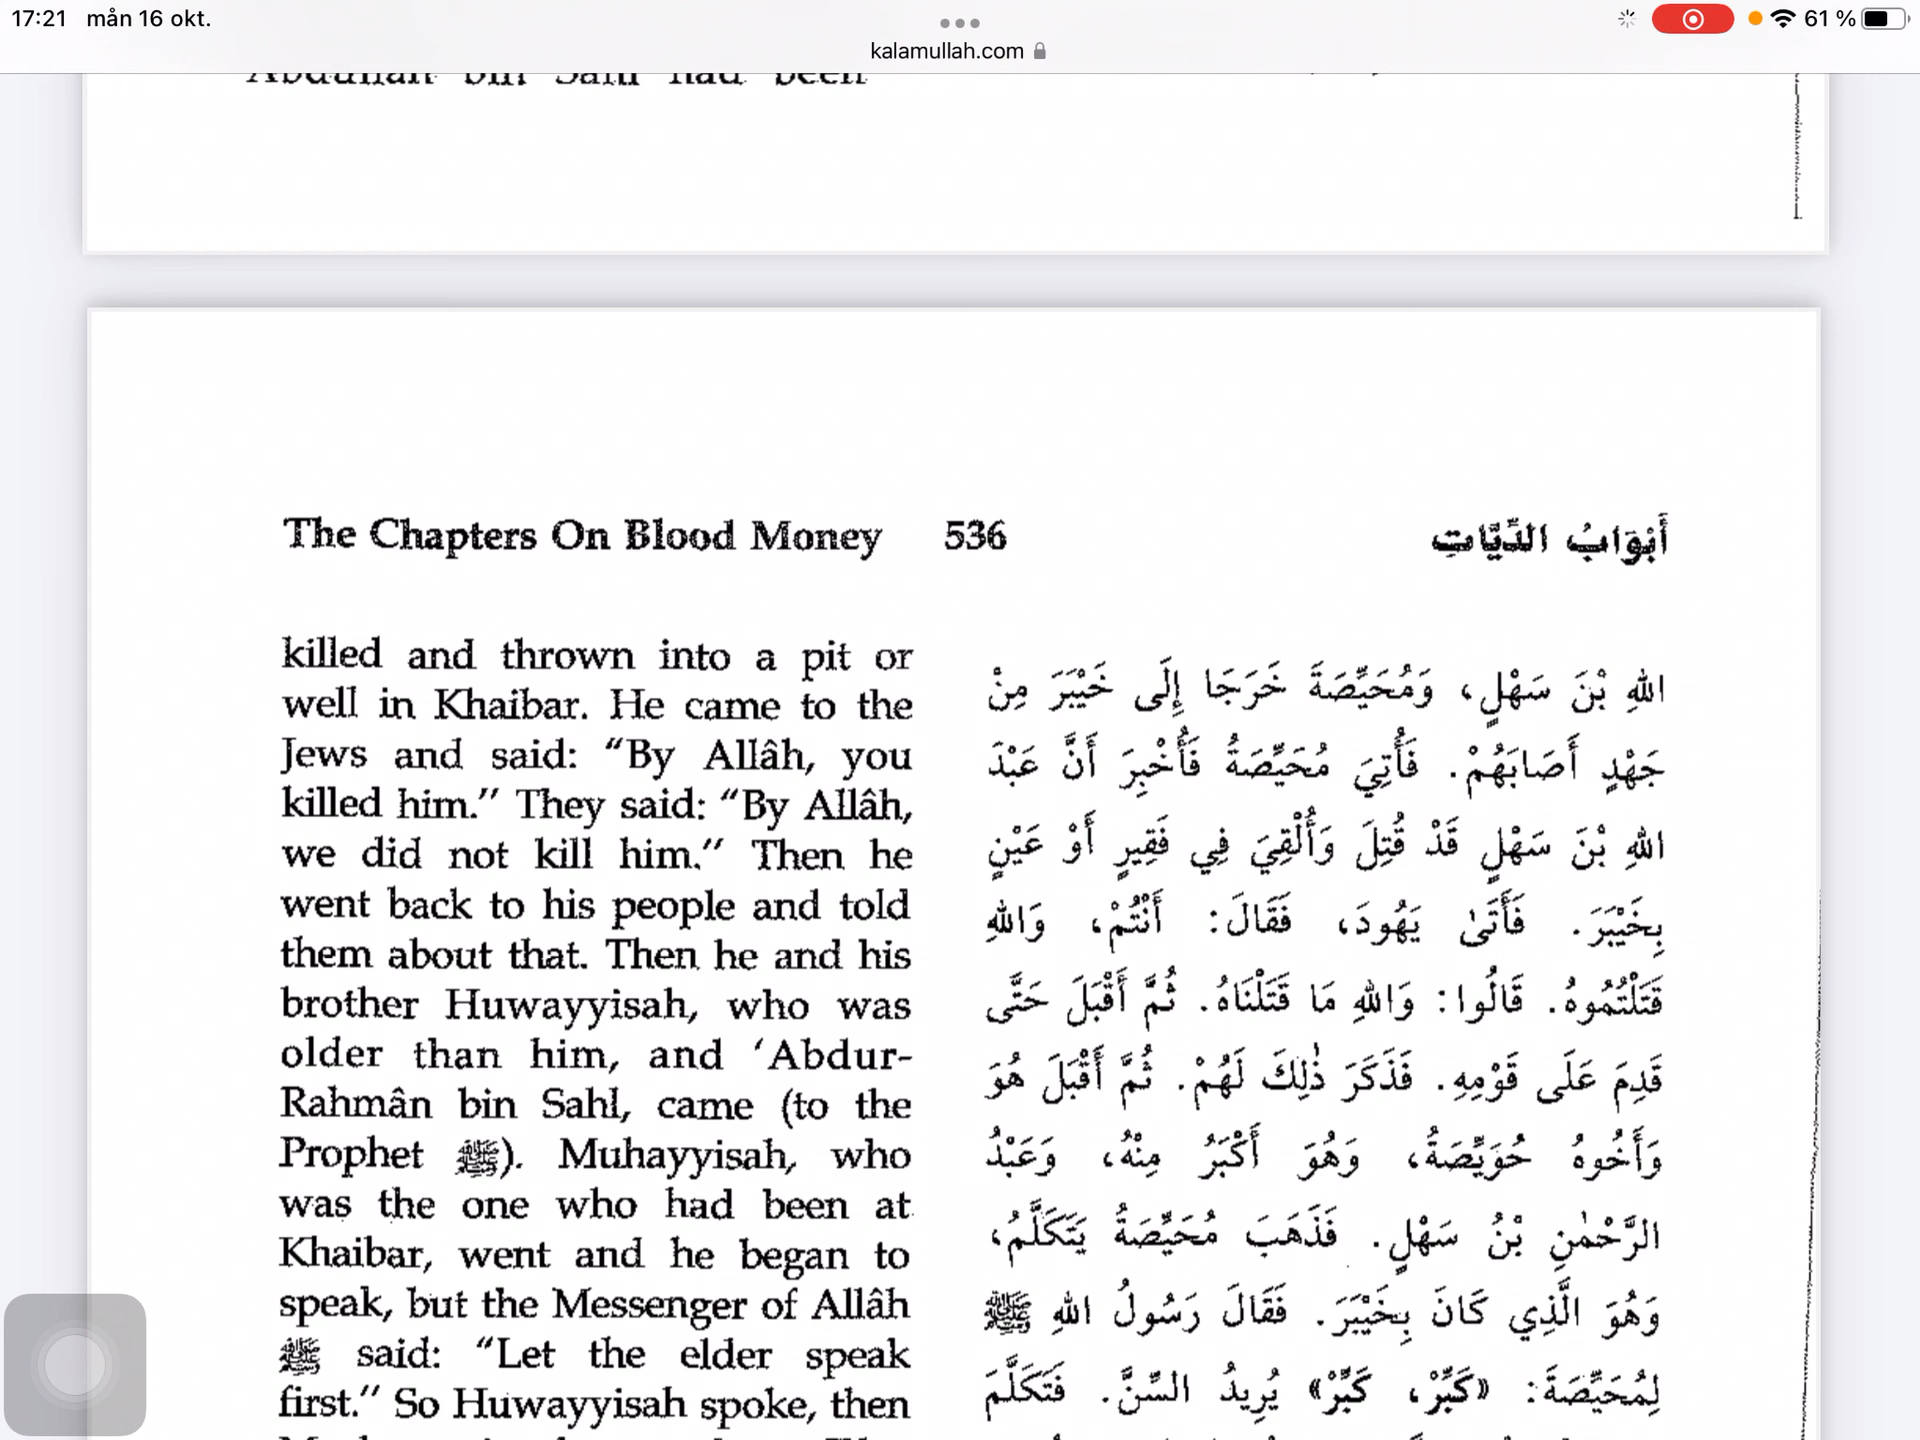 17:21 mån 16 okt.
61 %
kalamullah.com
Abdullah bin Sahl had been
The Chapters On Blood Money 536 أَبْوَابُ الدِّيَّاتِ
killed and thrown into a pit or
well in Khaibar. He came to the
Jews and said: “By Allâh, you
killed him.” They said: “By Allâh,
we did not kill him.” Then he
went back to his people and told
them about that. Then he and his
brother Huwayyisah, who was
older than him, and ‘Abdur-
Rahmân bin Sahl, came (to the
Prophet ﷺ). Muhayyisah, who
was the one who had been at
Khaibar, went and he began to
speak, but the Messenger of Allâh
ﷺ said: “Let the elder speak
first.” So Huwayyisah spoke, then
اللهِ بْنَ سَهْلٍ، وَمُحَيِّصَةَ خَرَجَا إِلَى خَيْبَرَ مِنْ
جَهْدٍ أَصَابَهُمْ. فَأُتِيَ مُحَيِّصَةُ فَأُخْبِرَ أَنَّ عَبْدَ
اللهِ بْنَ سَهْلٍ قَدْ قُتِلَ وَأُلْقِيَ فِي فَقِيرٍ أَوْ عَيْنٍ
بِخَيْبَرَ. فَأَتَىٰ يَهُودَ، فَقَالَ: أَنْتُمْ، وَاللهِ
قَتَلْتُمُوهُ. قَالُوا: وَاللهِ مَا قَتَلْنَاهُ. ثُمَّ أَقْبَلَ حَتَّى
قَدِمَ عَلَى قَوْمِهِ. فَذَكَرَ ذٰلِكَ لَهُمْ. ثُمَّ أَقْبَلَ هُوَ
وَأَخُوهُ حُوَيِّصَةُ، وَهُوَ أَكْبَرُ مِنْهُ، وَعَبْدُ
الرَّحْمٰنِ بْنُ سَهْلٍ. فَذَهَبَ مُحَيِّصَةُ يَتَكَلَّمُ،
وَهُوَ الَّذِي كَانَ بِخَيْبَرَ. فَقَالَ رَسُولُ اللهِ ﷺ
لِمُحَيِّصَةَ: «كَبِّرْ، كَبِّرْ» يُرِيدُ السِّنَّ. فَتَكَلَّمَ